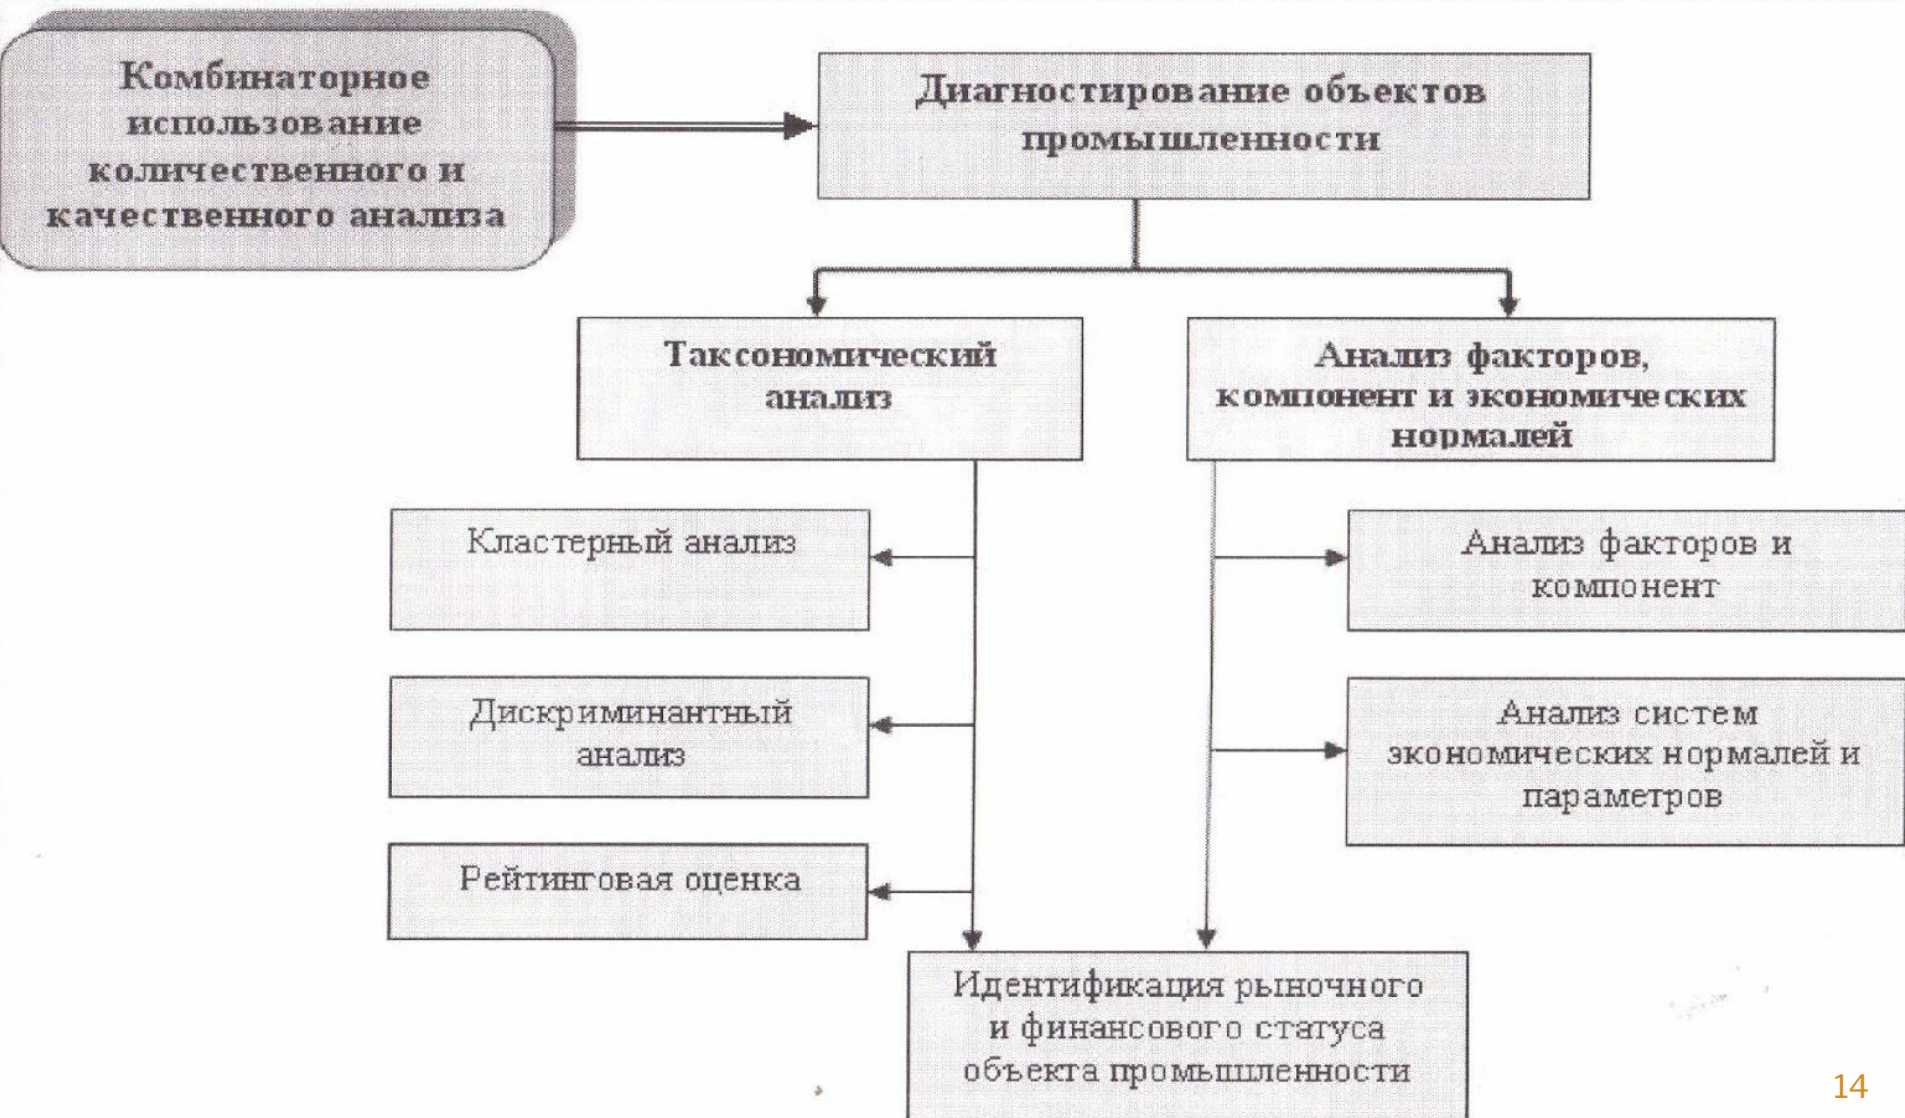 Комбинаторное
использование
количественного и
качественного анализа
Диагностирование объектов
промышленности
Таксономический
анализ
Анализ факторов,
компонент и экономических
нормалей
Кластерный анализ
Анализ факторов и
компонент
Дискриминантный
анализ
Анализ систем
экономических нормалей и
параметров
Рейтинговая оценка
Идентификация рыночного
и финансового статуса
объекта промышленности
14